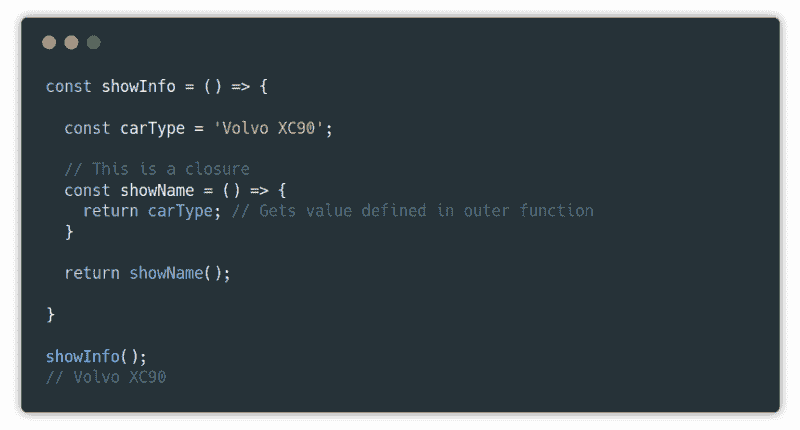 const showInfo = () => {
const carType = 'Volvo XC90';
// This is a closure
const showName = () => {
return carType; // Gets value defined in outer function
}
return showName();
}
showInfo();
// Volvo XC90